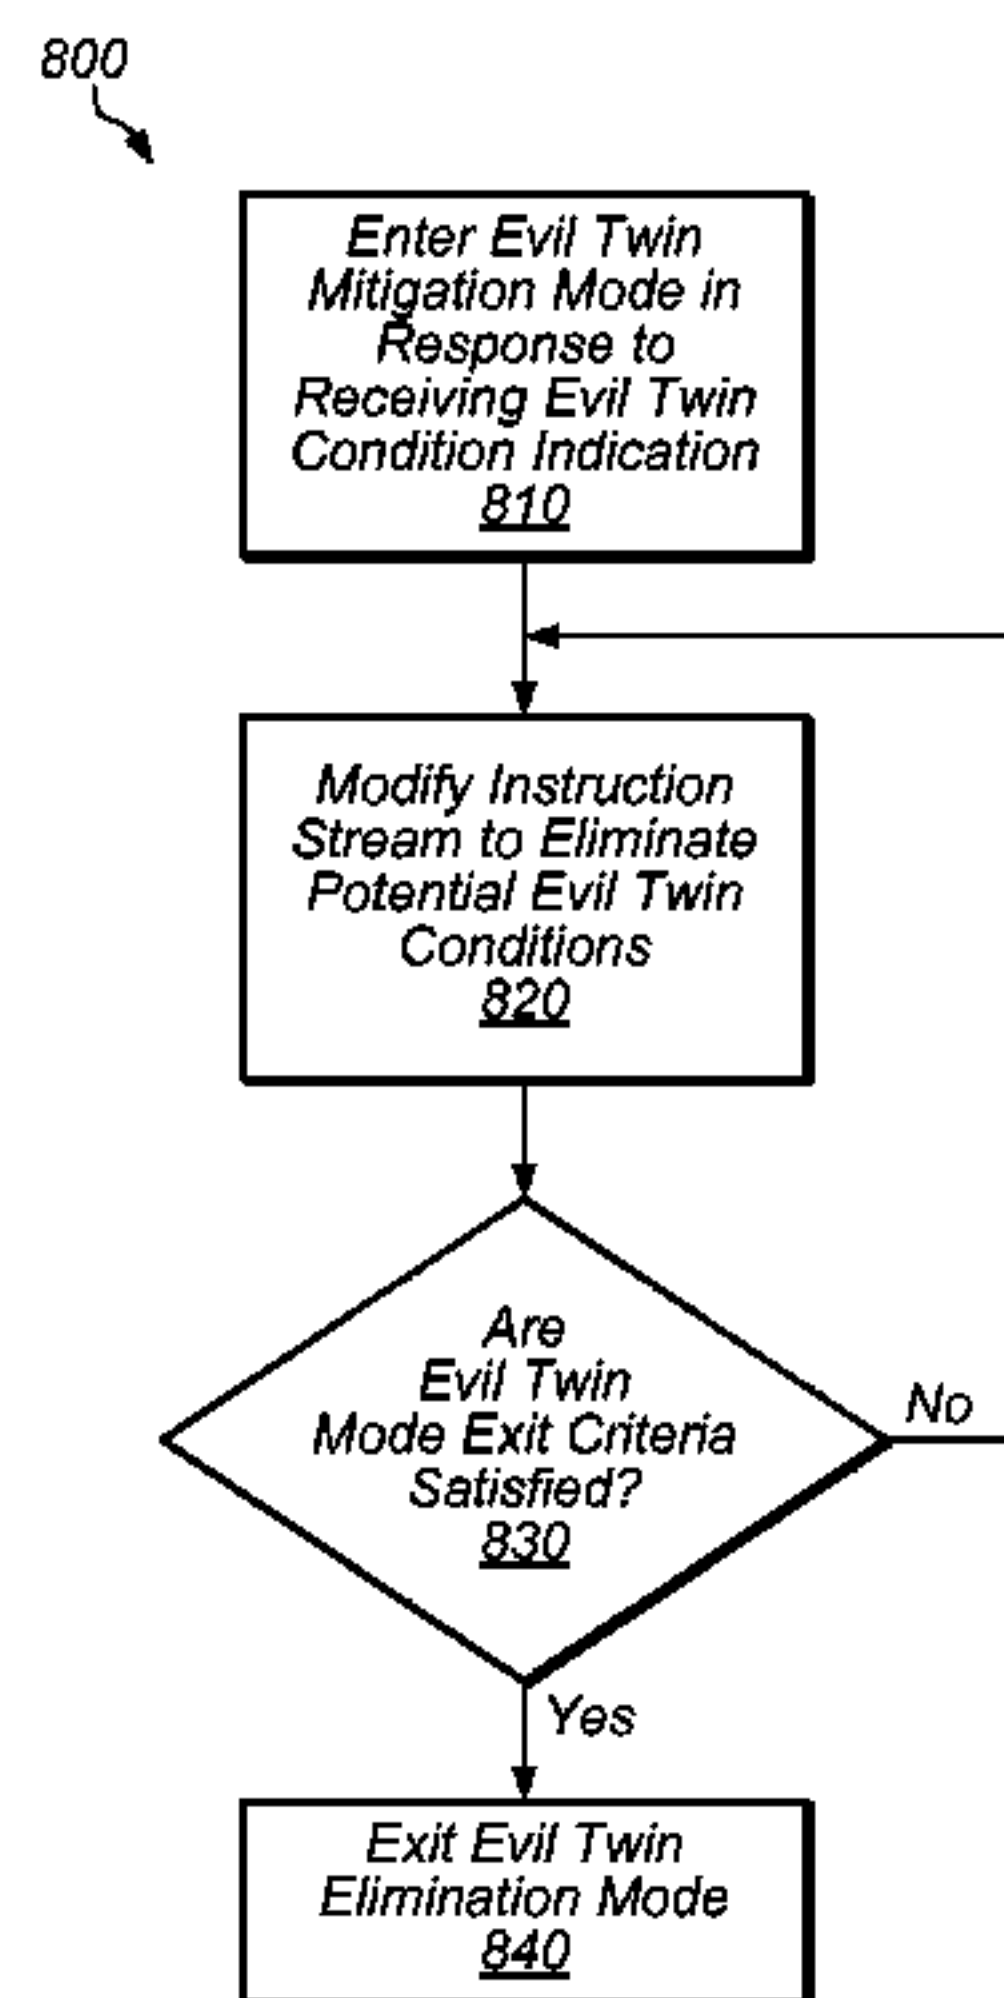 800
Enter Evil Twin
Mitigation Mode in
Response to
Receiving Evil Twin
Condition Indication
810
Modify Instruction
Stream to Eliminate
Potential Evil Twin
Conditions
820
Are
Evil Twin
Mode Exit Criteria
Satisfied?
830
No
Yes
Exit Evil Twin
Elimination Mode
840